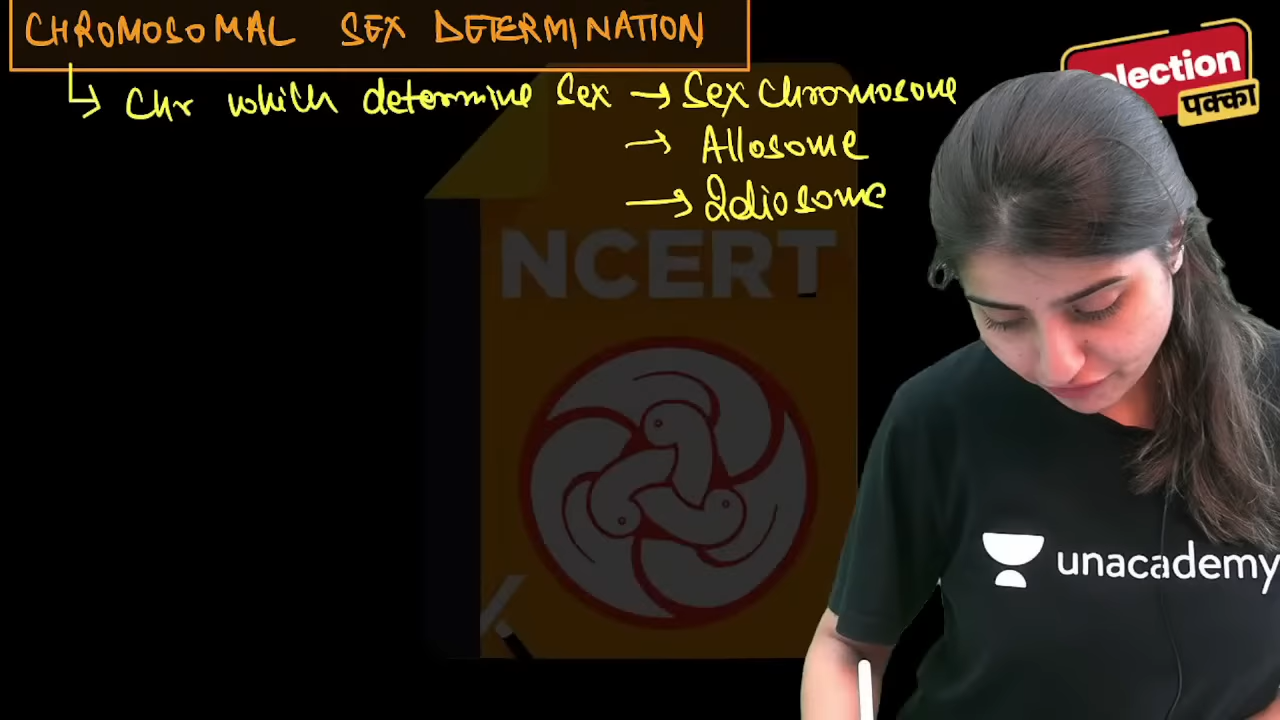 CHROMOSOMAL SEX DETERMINATION
↳ Chr which determine Sex → Sex Chromosome
→ Allosome
→ Idiosome
election
पक्का
NCERT
unacademy